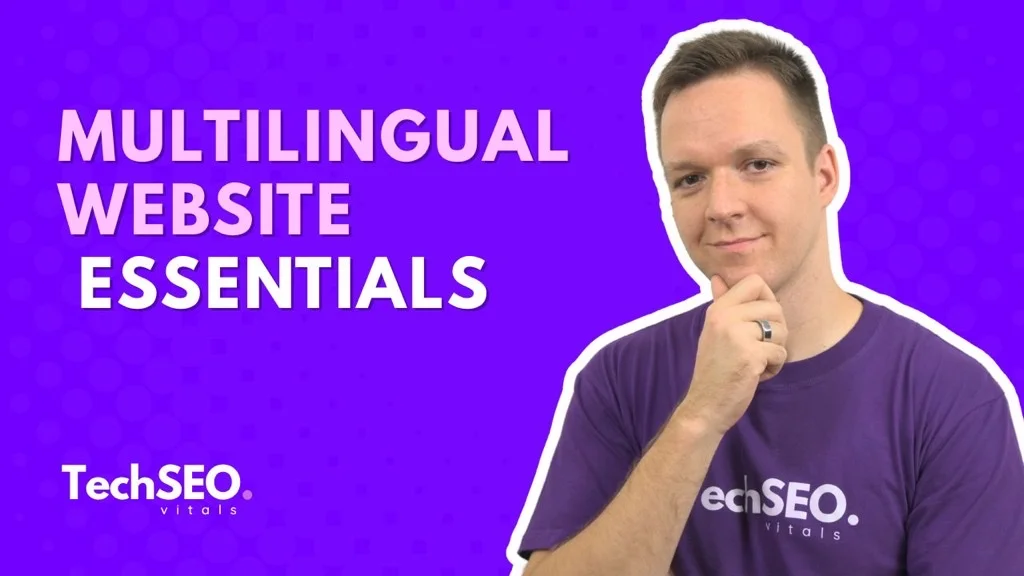 MULTILINGUAL
WEBSITE
ESSENTIALS
TechSEO.
vitals
echSEO.
vitals